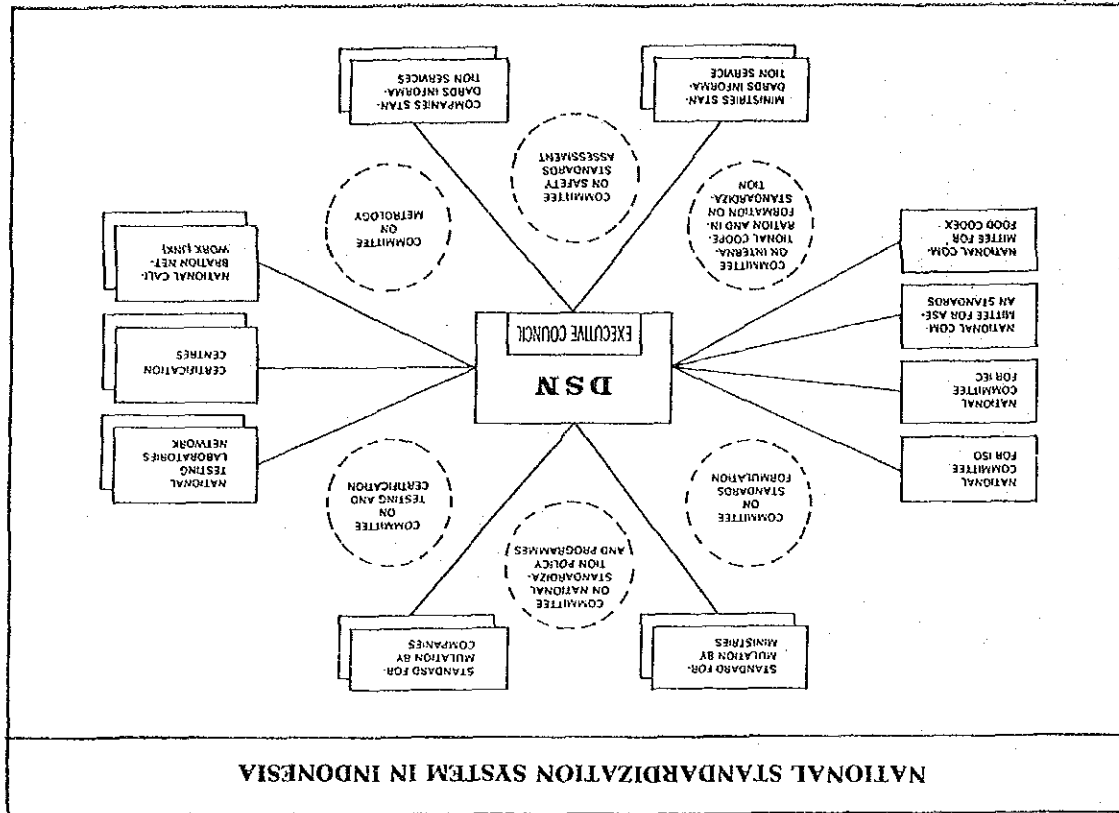 NATIONAL STANDARDIZATION SYSTEM IN INDONESIA
STANDARD FOR-
MULATION BY
MINISTRIES
STANDARD FOR-
MULATION BY
COMPANIES
COMMITTEE
ON NATIONAL
STANDARDIZA-
TION POLICY
AND PROGRAMMES
COMMITTEE
ON
STANDARDS
FORMULATION
COMMITTEE
ON
TESTING AND
CERTIFICATION
NATIONAL
COMMITTEE
FOR ISO
NATIONAL
COMMITTEE
FOR IEC
NATIONAL COM-
MITTEE FOR ASE-
AN STANDARDS
NATIONAL COM-
MITTEE FOR
FOOD CODEX-
DSN
EXECUTIVE COUNCIL
NATIONAL
TESTING
LABORATORIES
NETWORK
CERTIFICATION
CENTRES
NATIONAL CALI-
BRATION NET-
WORK (JNK)
COMMITTEE
ON INTERNA-
TIONAL COOPE-
RATION AND IN-
FORMATION ON
STANDARDIZA-
TION
COMMITTEE
ON SAFETY
STANDARDS
ASSESSMENT
COMMITTEE
ON
METROLOGY
MINISTRIES STAN-
DARDS INFORMA-
TION SERVICE
COMPANIES STAN-
DARDS INFORMA-
TION SERVICES